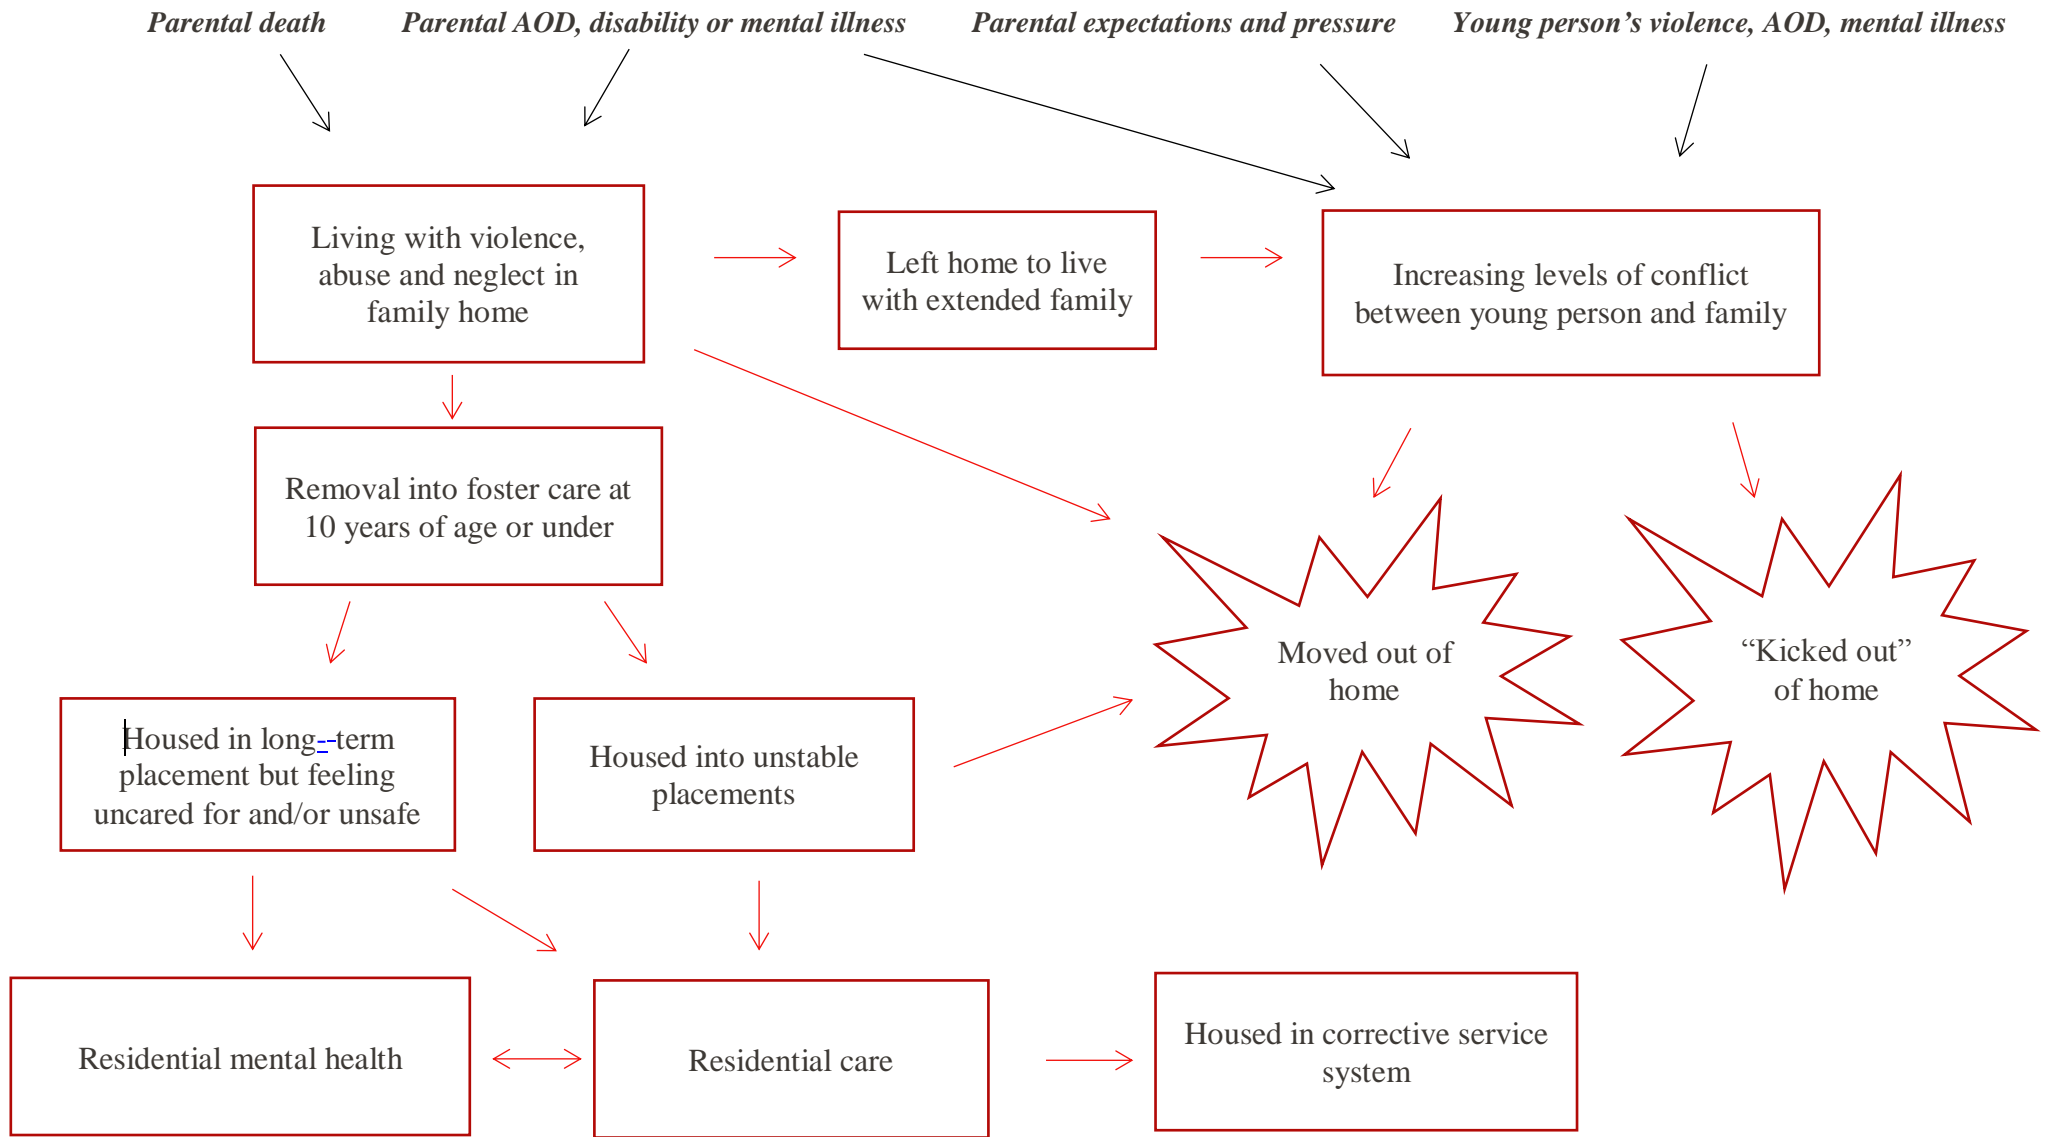 Parental death
Parental AOD, disability or mental illness
Parental expectations and pressure
Young person’s violence, AOD, mental illness
Living with violence,
abuse and neglect in
family home
Left home to live
with extended family
Increasing levels of conflict
between young person and family
Removal into foster care at
10 years of age or under
Moved out of
home
“Kicked out”
of home
Housed in long--term
placement but feeling
uncared for and/or unsafe
Housed into unstable
placements
Residential mental health
Residential care
Housed in corrective service
system